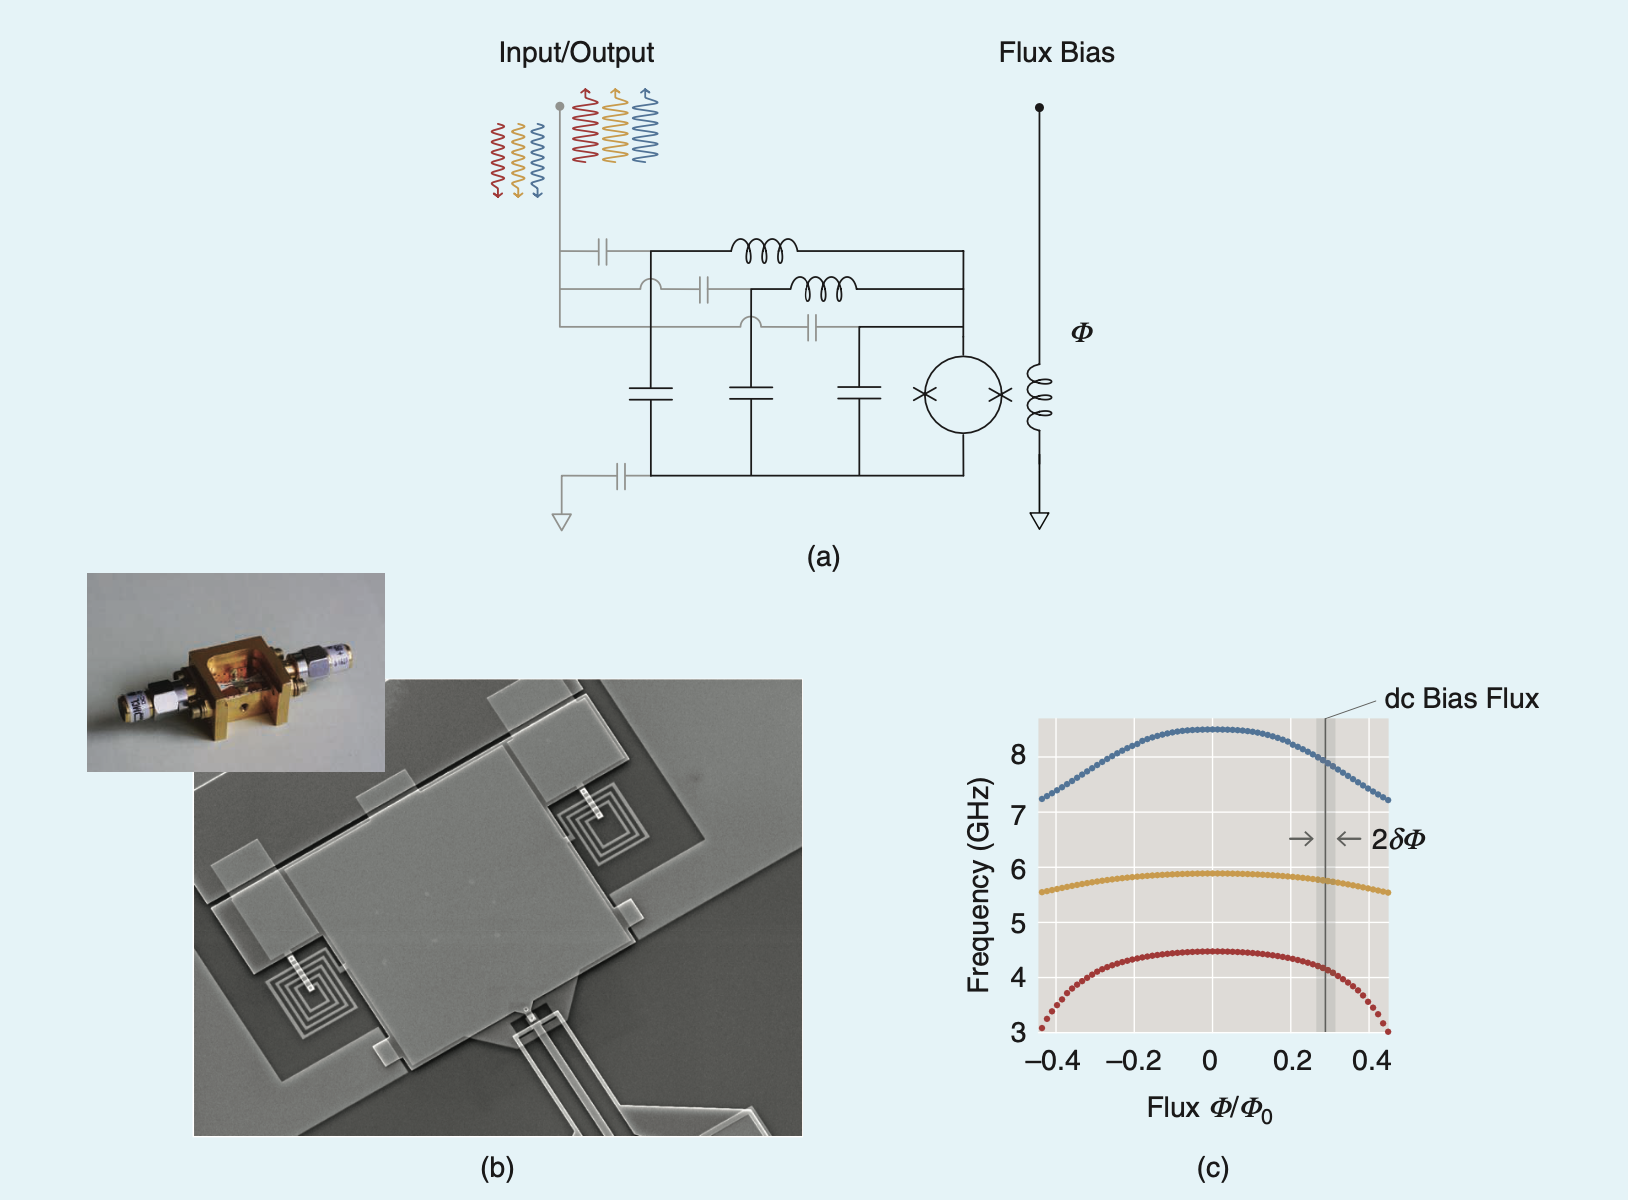 Input/Output
Flux Bias
Φ
(a)
(b)
dc Bias Flux
8
7
6
5
4
3
Frequency (GHz)
2δΦ
–0.4 –0.2 0 0.2 0.4
Flux Φ/Φ0
(c)